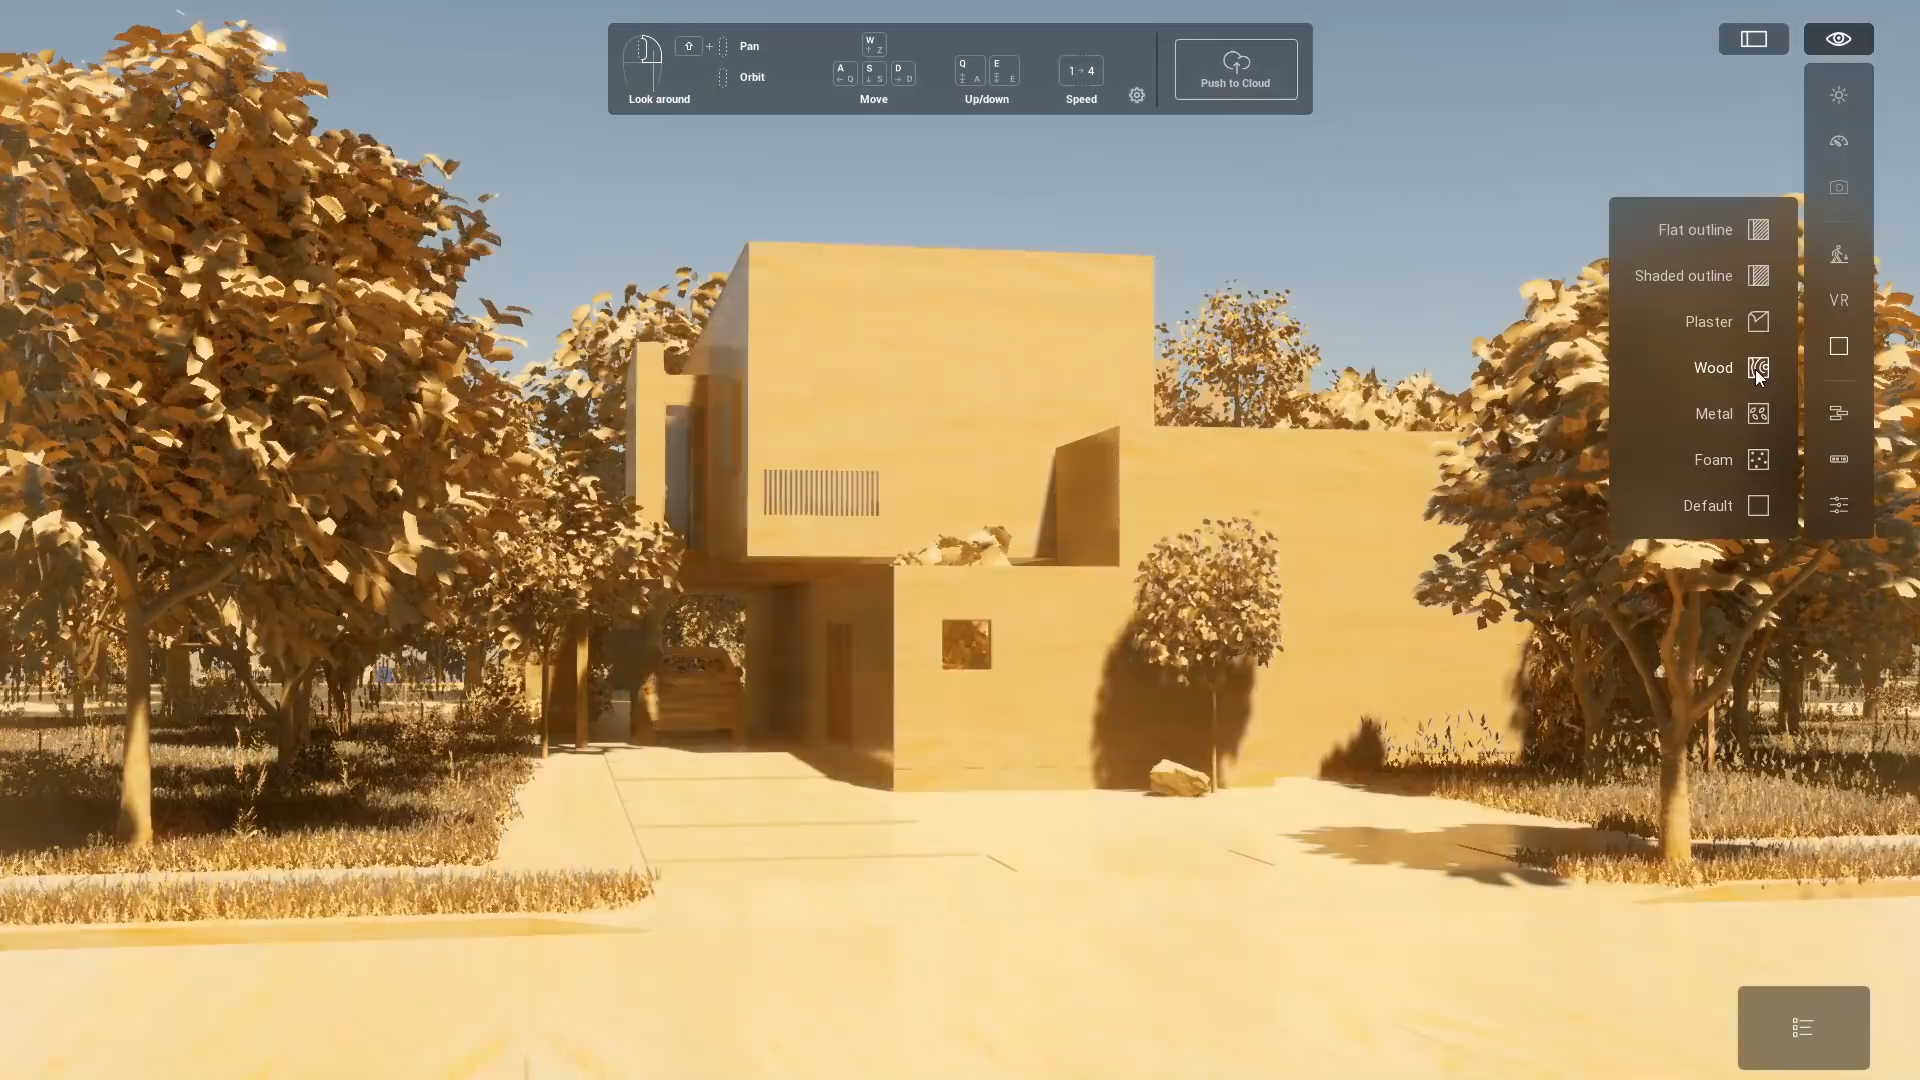 Pan
Orbit
Look around
W
Z
A
Q
S
S
D
D
Move
Q
A
E
E
Up/down
1 4
Speed
Push to Cloud
Flat outline
Shaded outline
Plaster
Wood
Metal
Foam
Default
VR